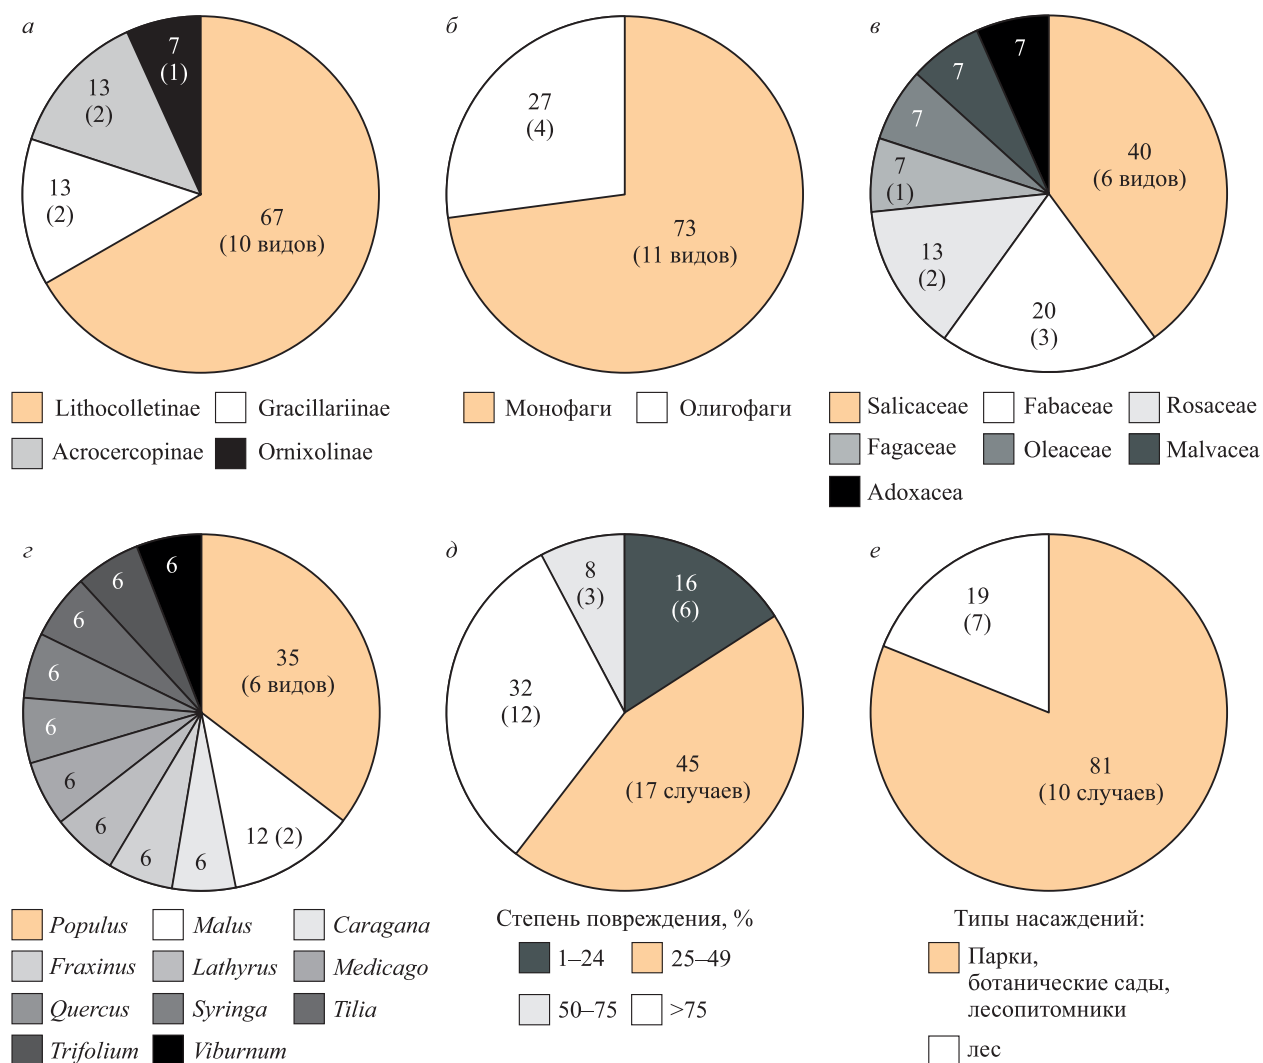 а
7
(1)
13
(2)
13
(2)
67
(10 видов)
Lithocolletinae
Gracillariinae
Acrocercopinae
Ornixolinae
б
27
(4)
73
(11 видов)
Монофаги
Олигофаги
в
7
7
7
7
(1)
13
(2)
20
(3)
40
(6 видов)
Salicaceae
Fabaceae
Rosaceae
Fagaceae
Oleaceae
Malvacea
Adoxacea
г
6
6
6
6
6
6
6
6
6
12 (2)
35
(6 видов)
Populus
Malus
Caragana
Fraxinus
Lathyrus
Medicago
Quercus
Syringa
Tilia
Trifolium
Viburnum
д
8
(3)
16
(6)
32
(12)
45
(17 случаев)
Степень повреждения, %
1–24
25–49
50–75
>75
е
19
(7)
81
(10 случаев)
Типы насаждений:
Парки,
ботанические сады,
лесопитомники
лес